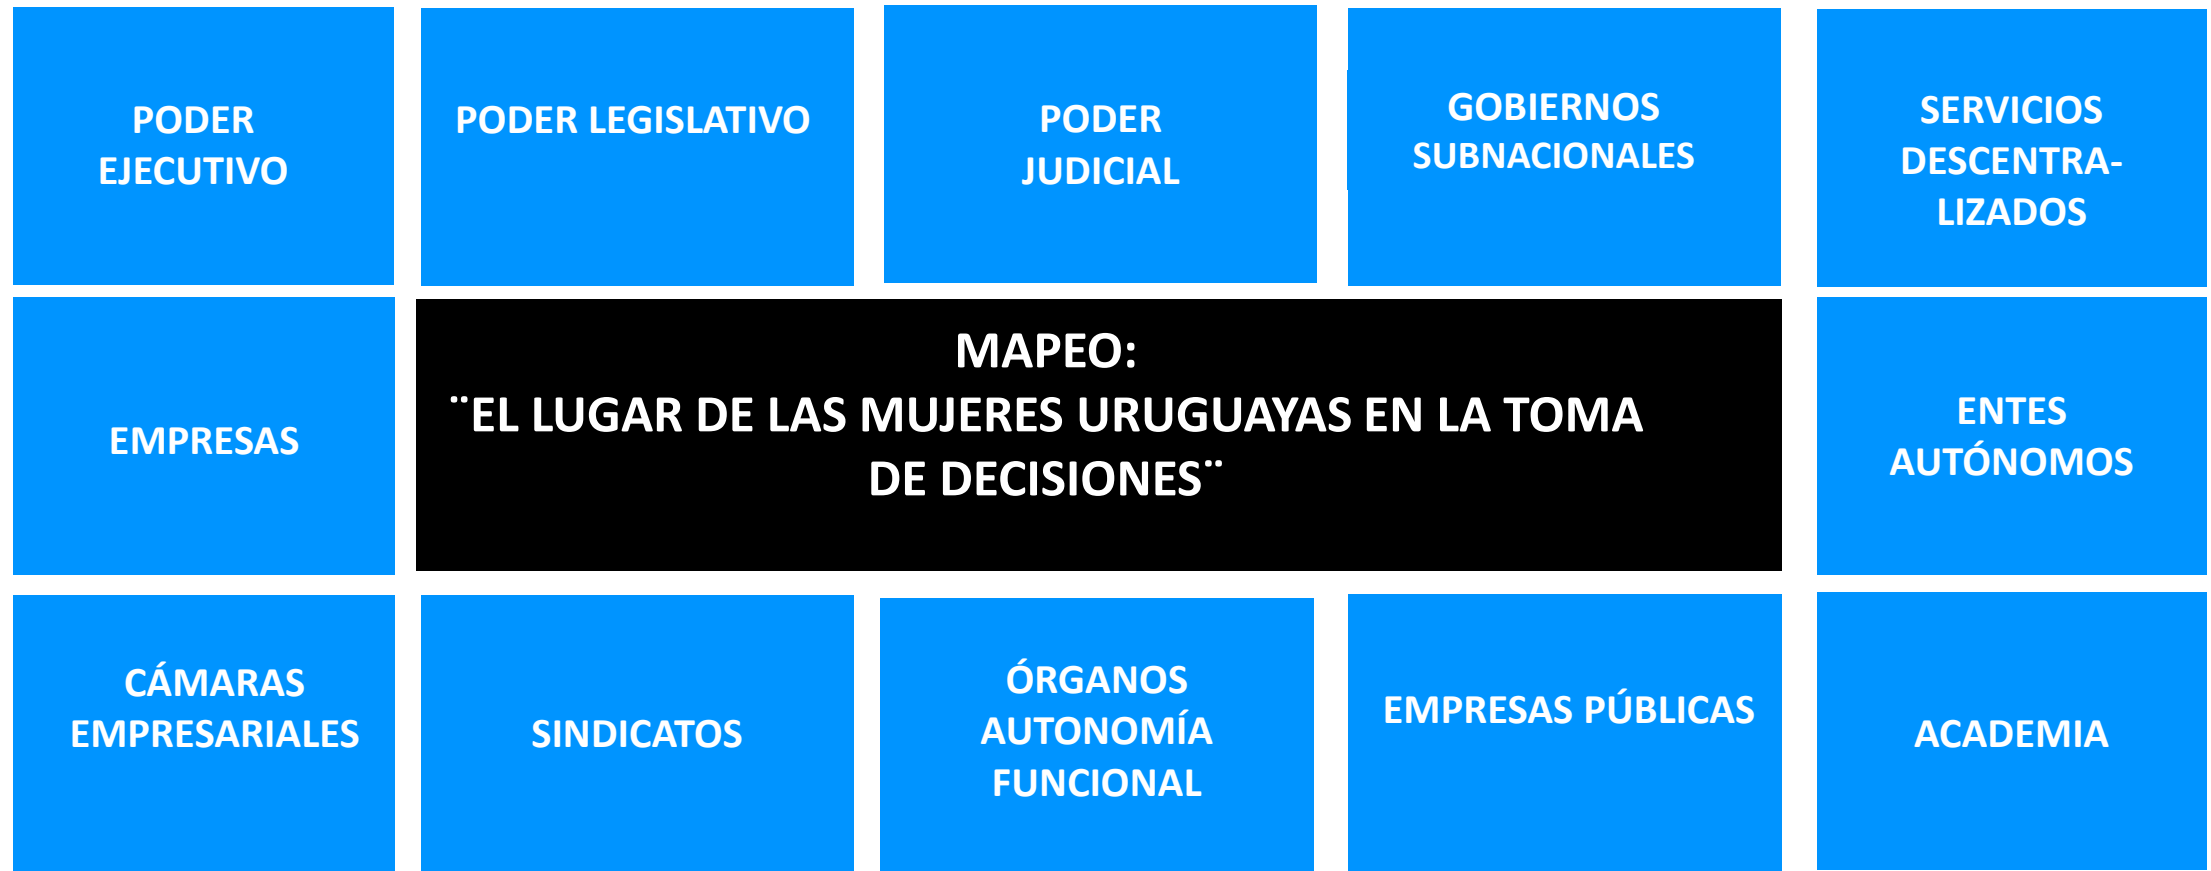 PODER
EJECUTIVO
PODER LEGISLATIVO
PODER
JUDICIAL
GOBIERNOS
SUBNACIONALES
SERVICIOS
DESCENTRA-
LIZADOS
EMPRESAS
MAPEO:
¨EL LUGAR DE LAS MUJERES URUGUAYAS EN LA TOMA
DE DECISIONES¨
ENTES
AUTÓNOMOS
CÁMARAS
EMPRESARIALES
SINDICATOS
ÓRGANOS
AUTONOMÍA
FUNCIONAL
EMPRESAS PÚBLICAS
ACADEMIA